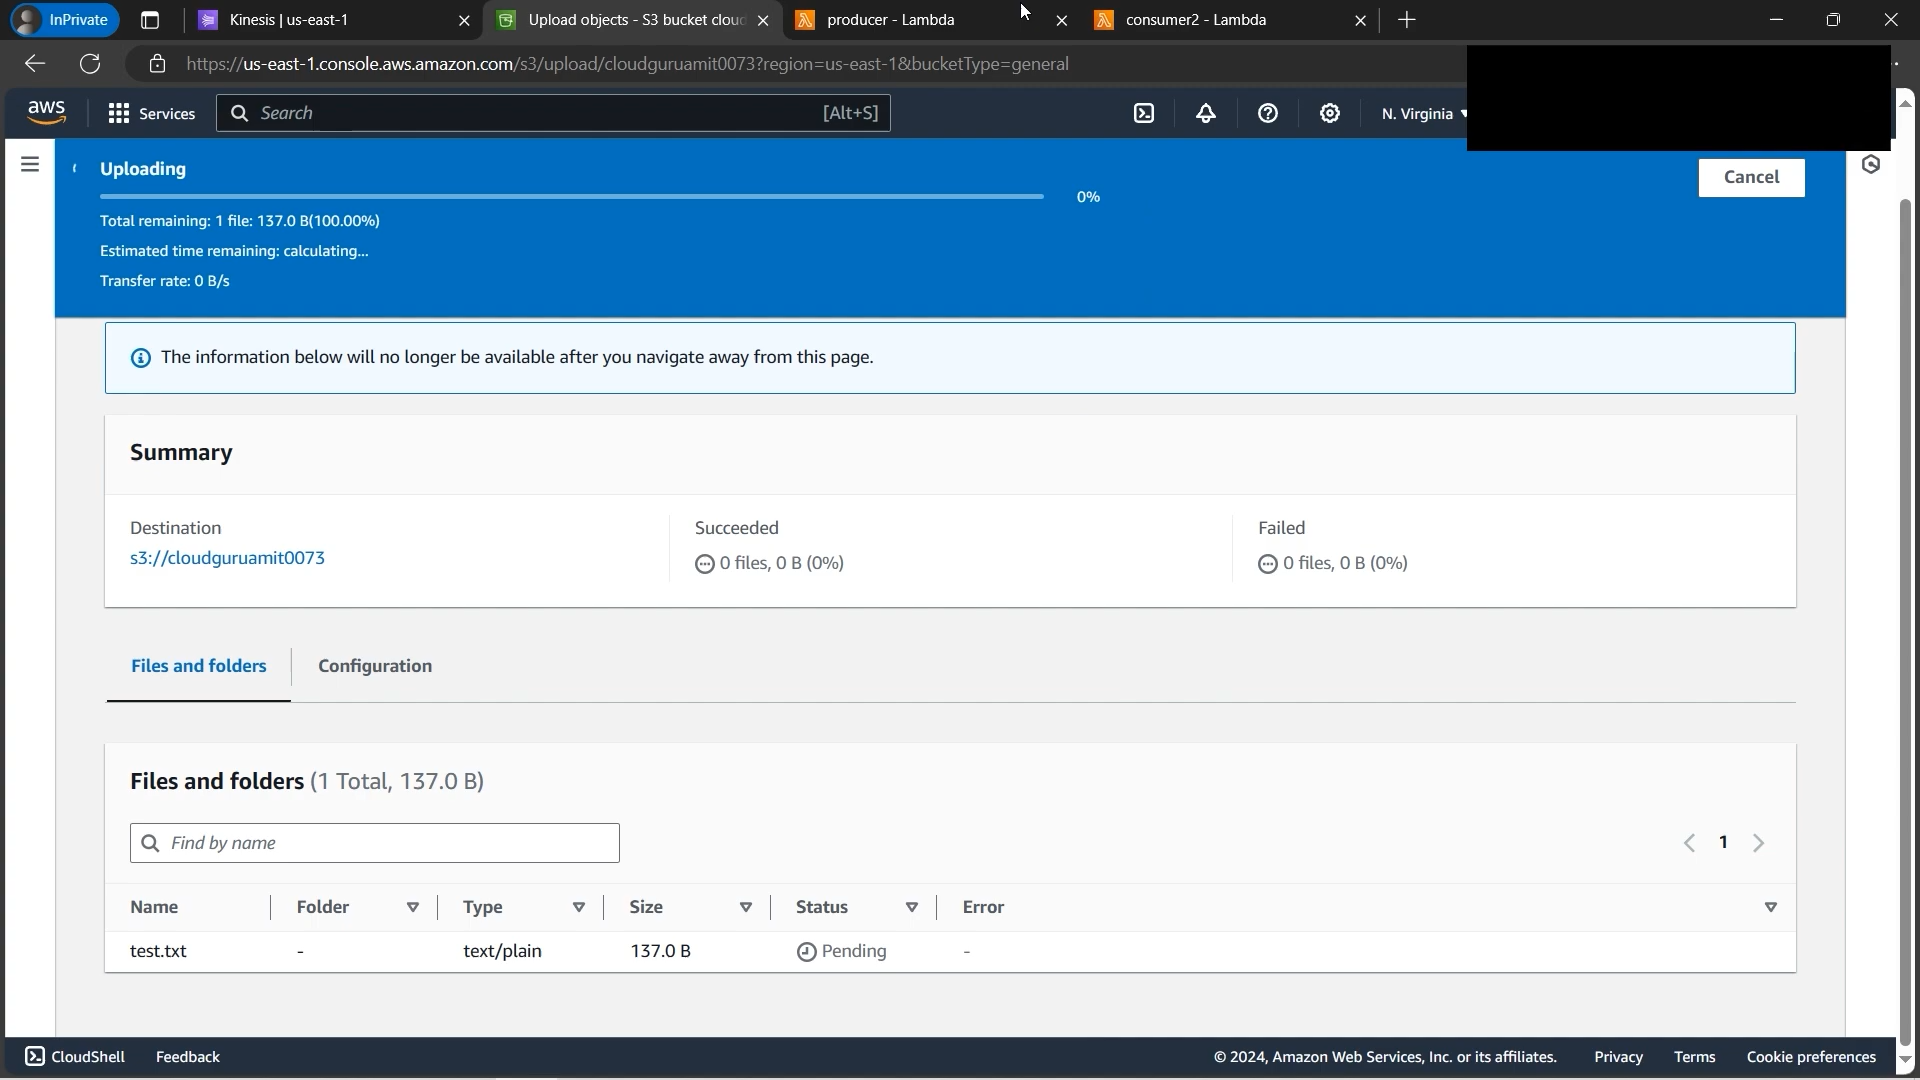 InPrivate
Kinesis | us-east-1
Upload objects - S3 bucket cloud
producer - Lambda
consumer2 - Lambda
https://us-east-1.console.aws.amazon.com/s3/upload/cloudguruamit0073?region=us-east-1&bucketType=general
aws
Services
Search
[Alt+S]
N. Virginia
Uploading
Cancel
0%
Total remaining: 1 file: 137.0 B(100.00%)
Estimated time remaining: calculating...
Transfer rate: 0 B/s
The information below will no longer be available after you navigate away from this page.
Summary
Destination
s3://cloudguruamit0073
Succeeded
0 files, 0 B (0%)
Failed
0 files, 0 B (0%)
Files and folders
Configuration
Files and folders (1 Total, 137.0 B)
Find by name
1
Name Folder Type Size Status Error
test.txt - text/plain 137.0 B Pending -
CloudShell Feedback © 2024, Amazon Web Services, Inc. or its affiliates. Privacy Terms Cookie preferences